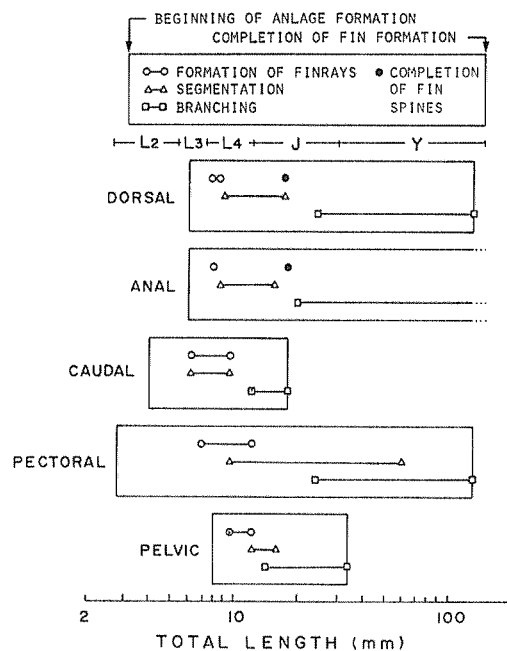 BEGINNING OF ANLAGE FORMATION
COMPLETION OF FIN FORMATION
FORMATION OF FINRAYS
SEGMENTATION
BRANCHING
COMPLETION
OF FIN
SPINES
L2 L3 L4 J Y
DORSAL
ANAL
CAUDAL
PECTORAL
PELVIC
2 10 100
TOTAL LENGTH (mm)